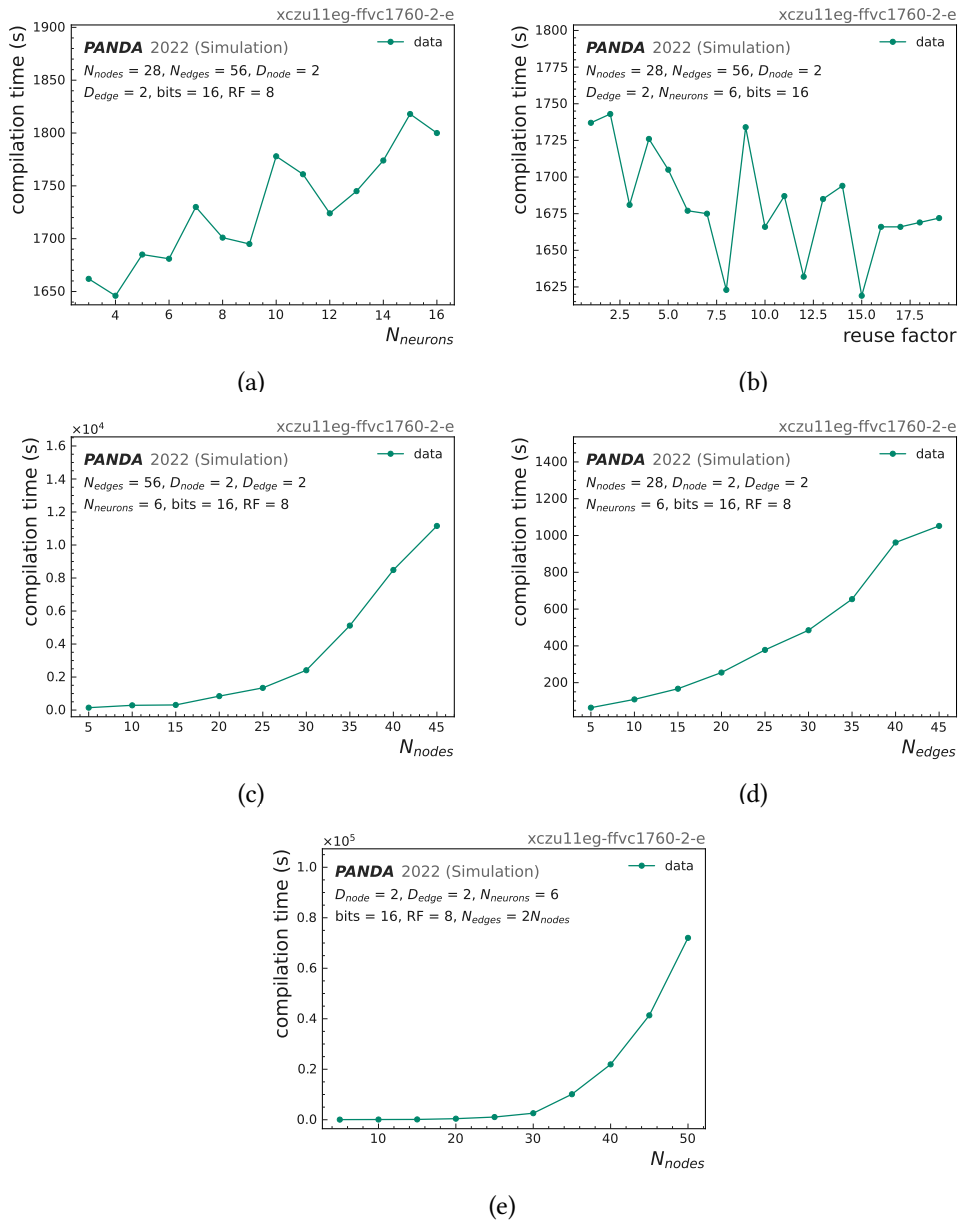 xczu11eg-ffvc1760-2-e
1900
1850
1800
1750
1700
1650
compilation time (s)
PANDA 2022 (Simulation)
data
N_nodes = 28, N_edges = 56, D_node = 2
D_edge = 2, bits = 16, RF = 8
4 6 8 10 12 14 16
N_neurons
(a)
xczu11eg-ffvc1760-2-e
1800
1775
1750
1725
1700
1675
1650
1625
compilation time (s)
PANDA 2022 (Simulation)
data
N_nodes = 28, N_edges = 56, D_node = 2
D_edge = 2, N_neurons = 6, bits = 16
2.5 5.0 7.5 10.0 12.5 15.0 17.5
reuse factor
(b)
×10⁴
xczu11eg-ffvc1760-2-e
1.6
1.4
1.2
1.0
0.8
0.6
0.4
0.2
0.0
compilation time (s)
PANDA 2022 (Simulation)
data
N_edges = 56, D_node = 2, D_edge = 2
N_neurons = 6, bits = 16, RF = 8
5 10 15 20 25 30 35 40 45
N_nodes
(c)
xczu11eg-ffvc1760-2-e
1400
1200
1000
800
600
400
200
compilation time (s)
PANDA 2022 (Simulation)
data
N_nodes = 28, D_node = 2, D_edge = 2
N_neurons = 6, bits = 16, RF = 8
5 10 15 20 25 30 35 40 45
N_edges
(d)
×10⁵
xczu11eg-ffvc1760-2-e
1.0
0.8
0.6
0.4
0.2
0.0
compilation time (s)
PANDA 2022 (Simulation)
data
D_node = 2, D_edge = 2, N_neurons = 6
bits = 16, RF = 8, N_edges = 2N_nodes
10 20 30 40 50
N_nodes
(e)